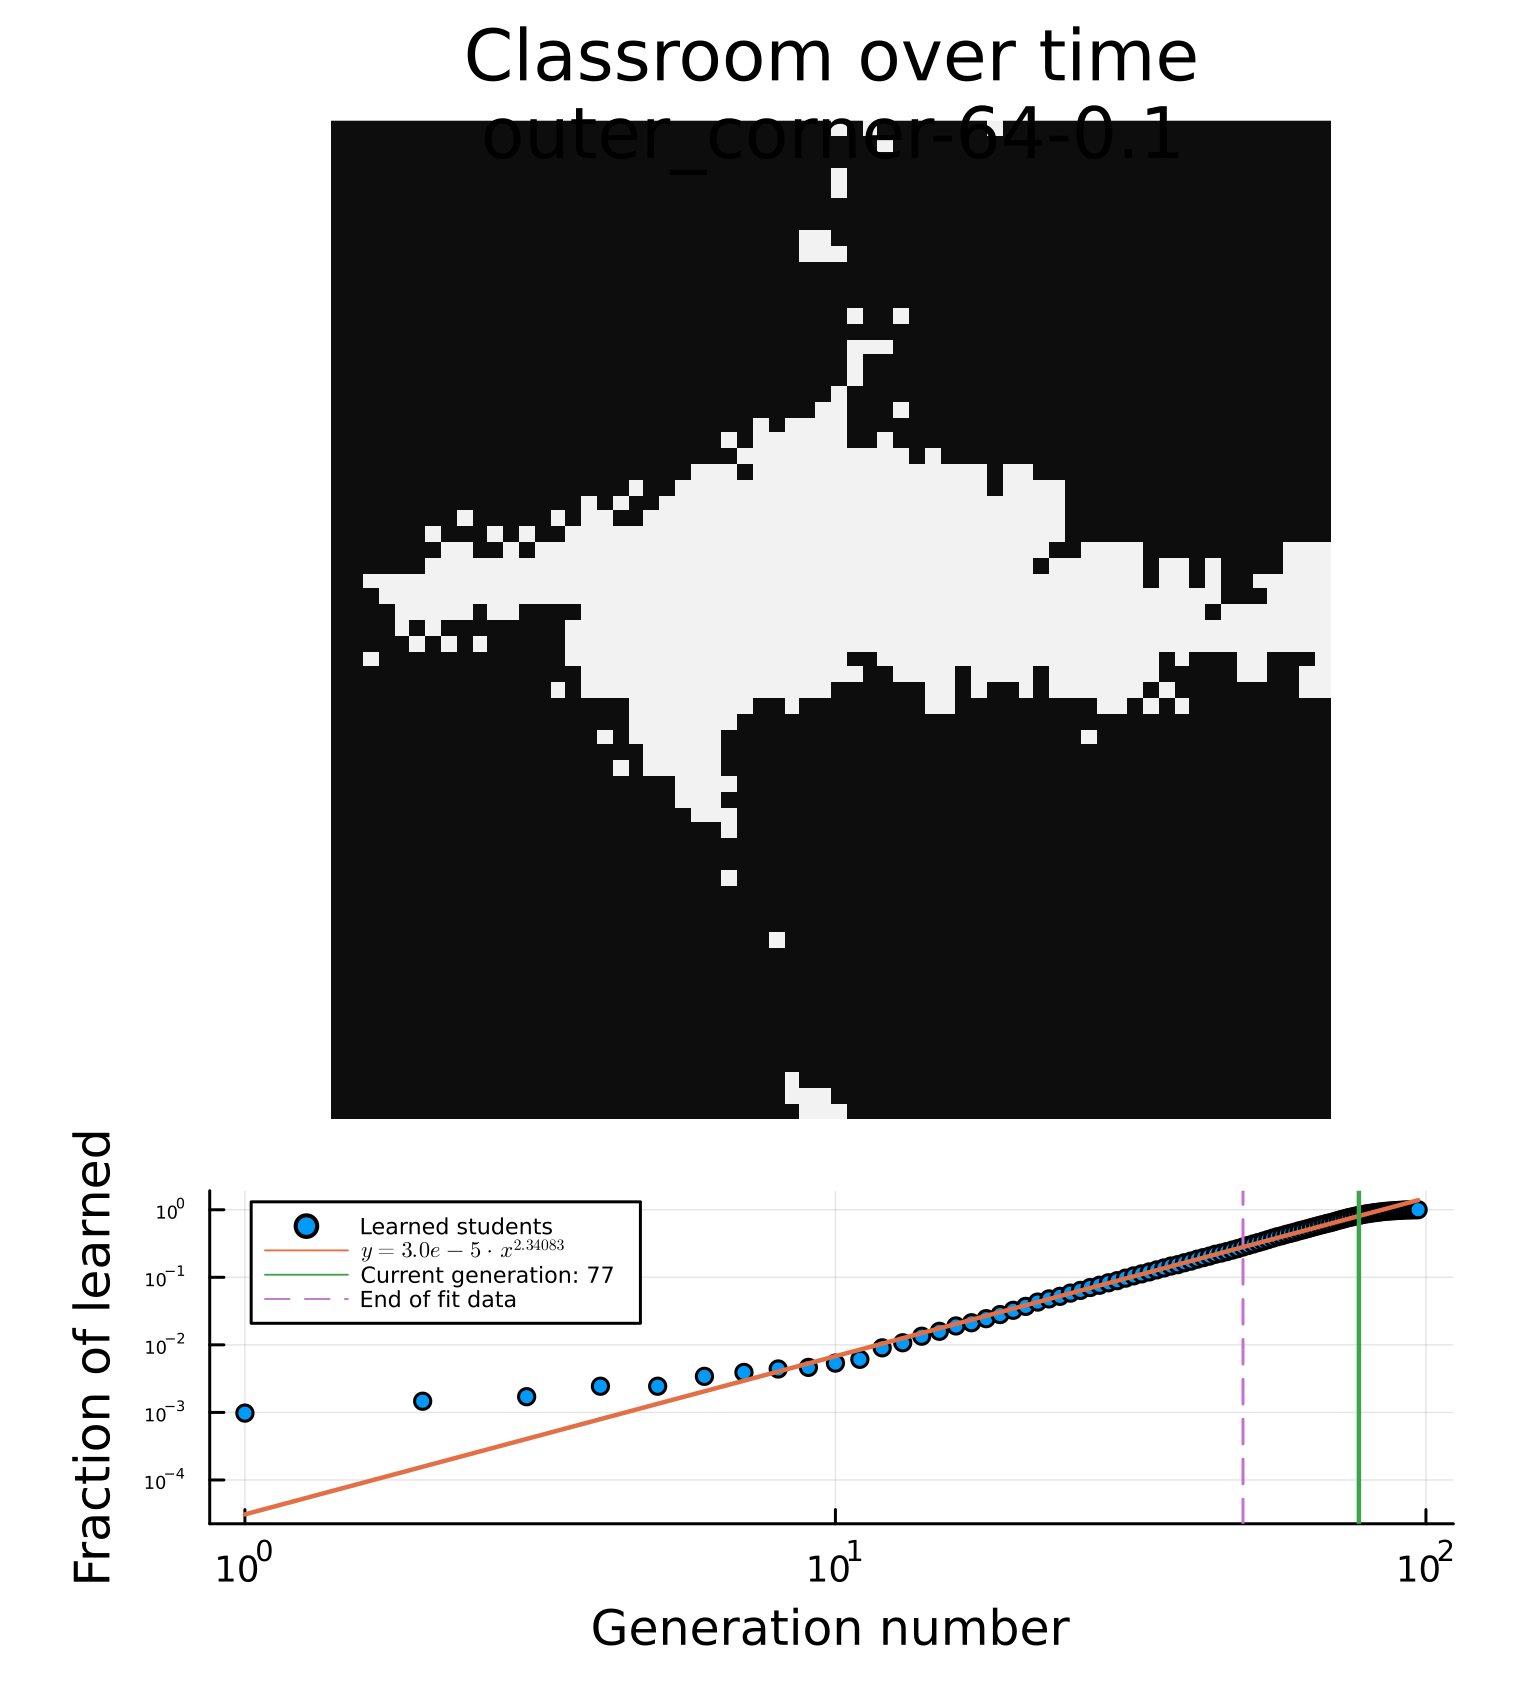 Classroom over time
outer_corner-64-0.1
Fraction of learned
10^0
10^-1
10^-2
10^-3
10^-4
Learned students
y = 3.0e − 5 · x^2.34083
Current generation: 77
End of fit data
10^0
10^1
10^2
Generation number